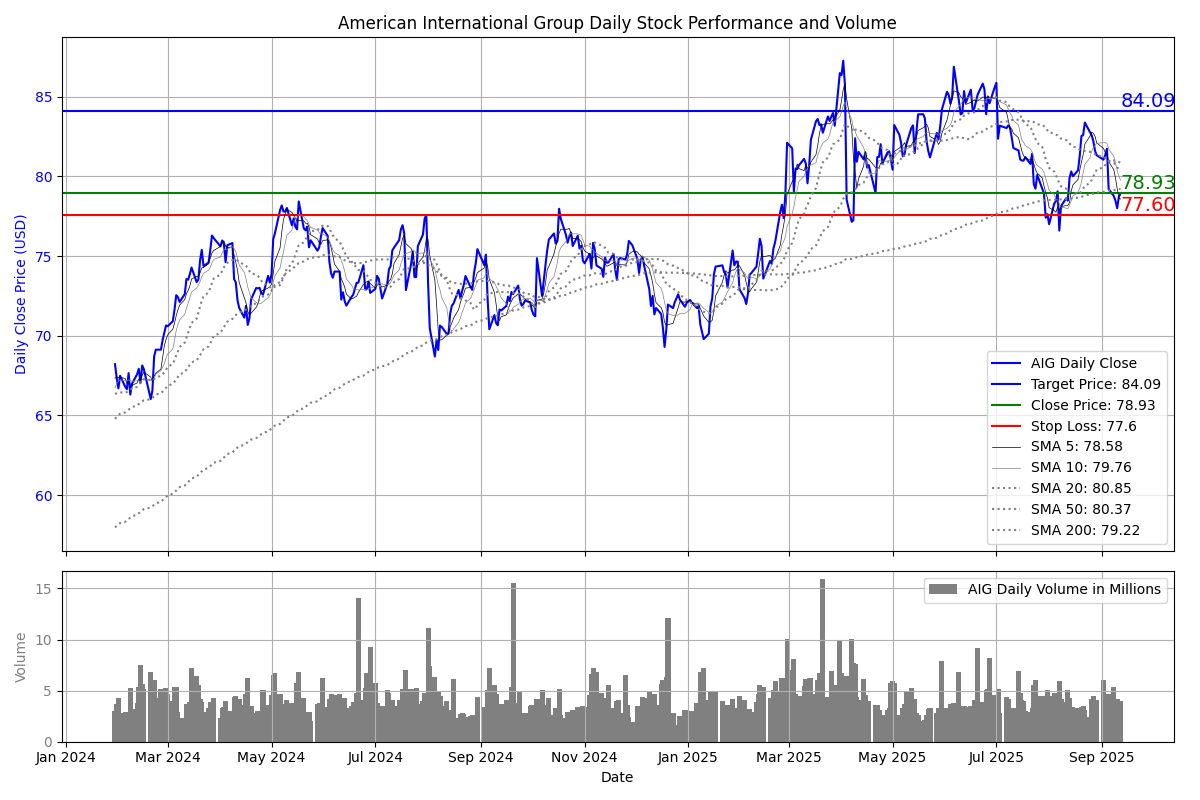 American International Group Daily Stock Performance and Volume
Daily Close Price (USD)
85
80
75
70
65
60
84.09
78.93
77.60
AIG Daily Close
Target Price: 84.09
Close Price: 78.93
Stop Loss: 77.6
SMA 5: 78.58
SMA 10: 79.76
SMA 20: 80.85
SMA 50: 80.37
SMA 200: 79.22
Volume
15
10
5
0
AIG Daily Volume in Millions
Jan 2024 Mar 2024 May 2024 Jul 2024 Sep 2024 Nov 2024 Jan 2025 Mar 2025 May 2025 Jul 2025 Sep 2025
Date